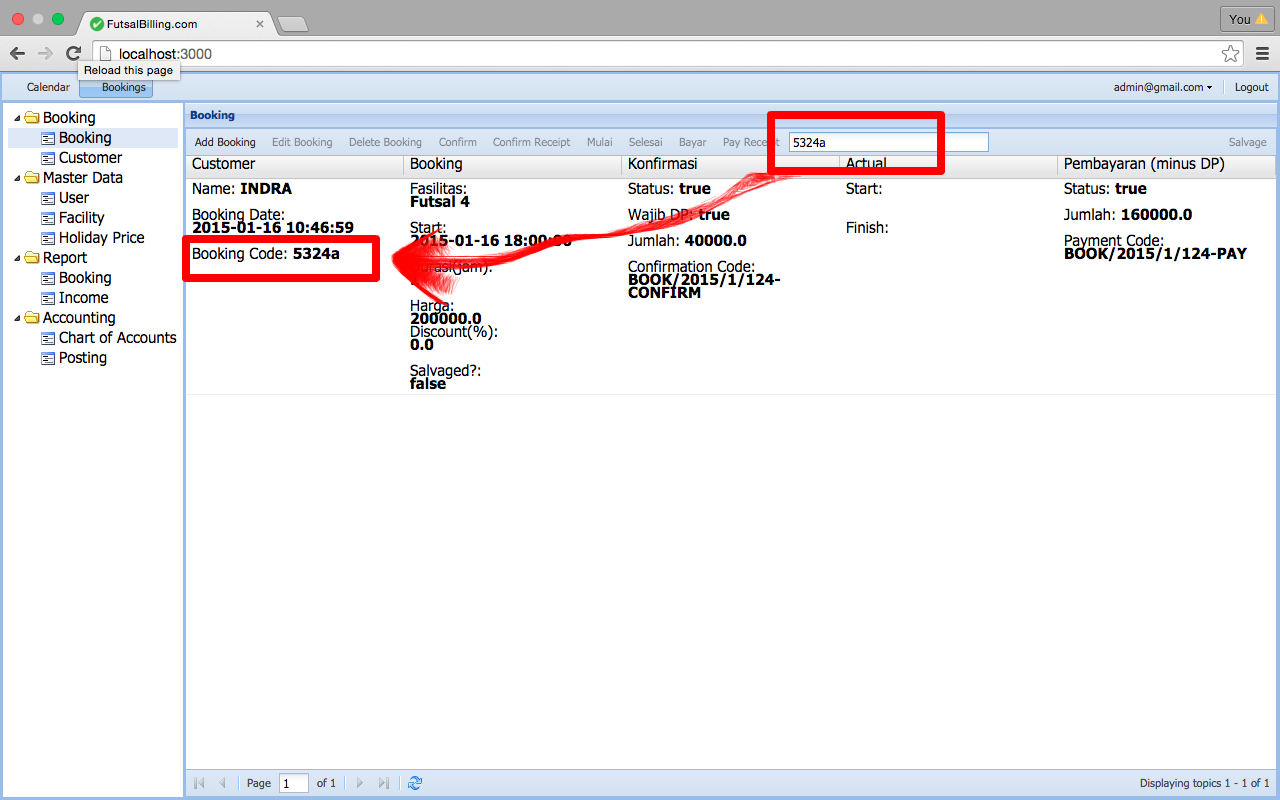 FutsalBilling.com
You
localhost:3000
Reload this page
Calendar
Bookings
admin@gmail.com
Logout
Booking
Booking
Customer
Master Data
User
Facility
Holiday Price
Report
Booking
Income
Accounting
Chart of Accounts
Posting
Booking
Add Booking Edit Booking Delete Booking Confirm Confirm Receipt Mulai Selesai Bayar Pay Receipt 5324a Salvage
Customer Booking Konfirmasi Actual Pembayaran (minus DP)
Name: INDRA
Booking Date:
2015-01-16 10:46:59
Booking Code: 5324a
Fasilitas:
Futsal 4
Start:
2015-01-16 18:00:00
Durasi(jam):
Harga:
200000.0
Discount(%):
0.0
Salvaged?:
false
Status: true
Wajib DP: true
Jumlah: 40000.0
Confirmation Code:
BOOK/2015/1/124-
CONFIRM
Start:
Finish:
Status: true
Jumlah: 160000.0
Payment Code:
BOOK/2015/1/124-PAY
Page 1 of 1
Displaying topics 1 - 1 of 1